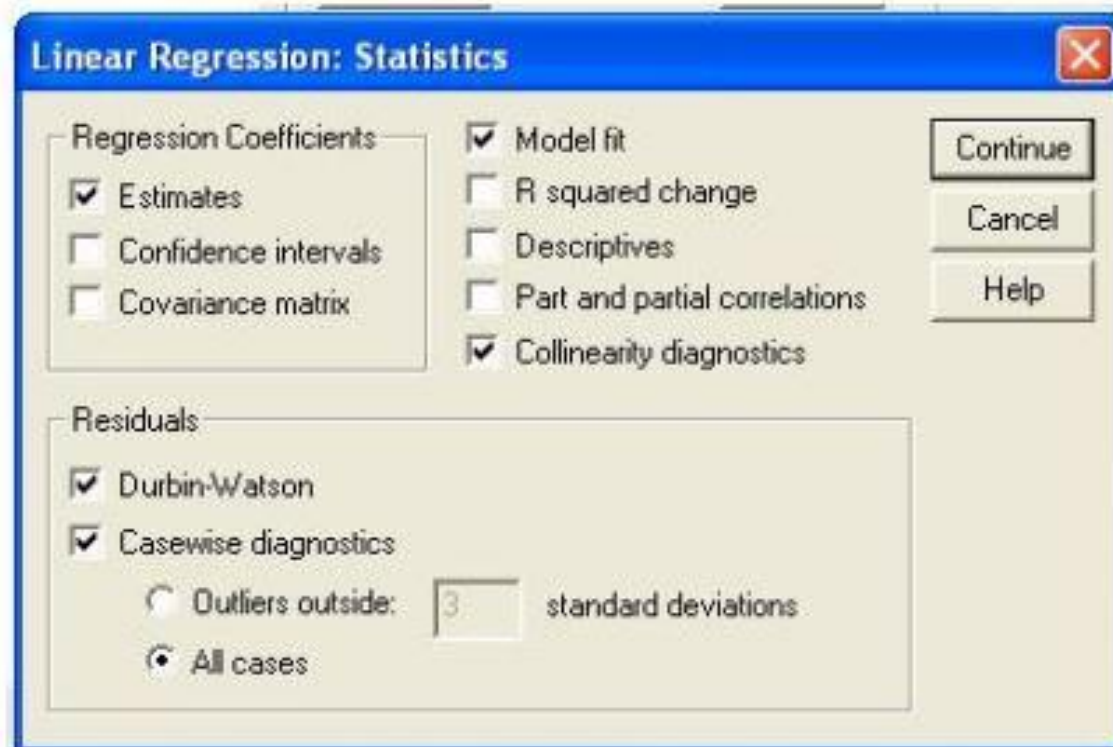 Linear Regression: Statistics
Regression Coefficients
Estimates
Confidence intervals
Covariance matrix
Model fit
R squared change
Descriptives
Part and partial correlations
Collinearity diagnostics
Continue
Cancel
Help
Residuals
Durbin-Watson
Casewise diagnostics
Outliers outside: 3 standard deviations
All cases